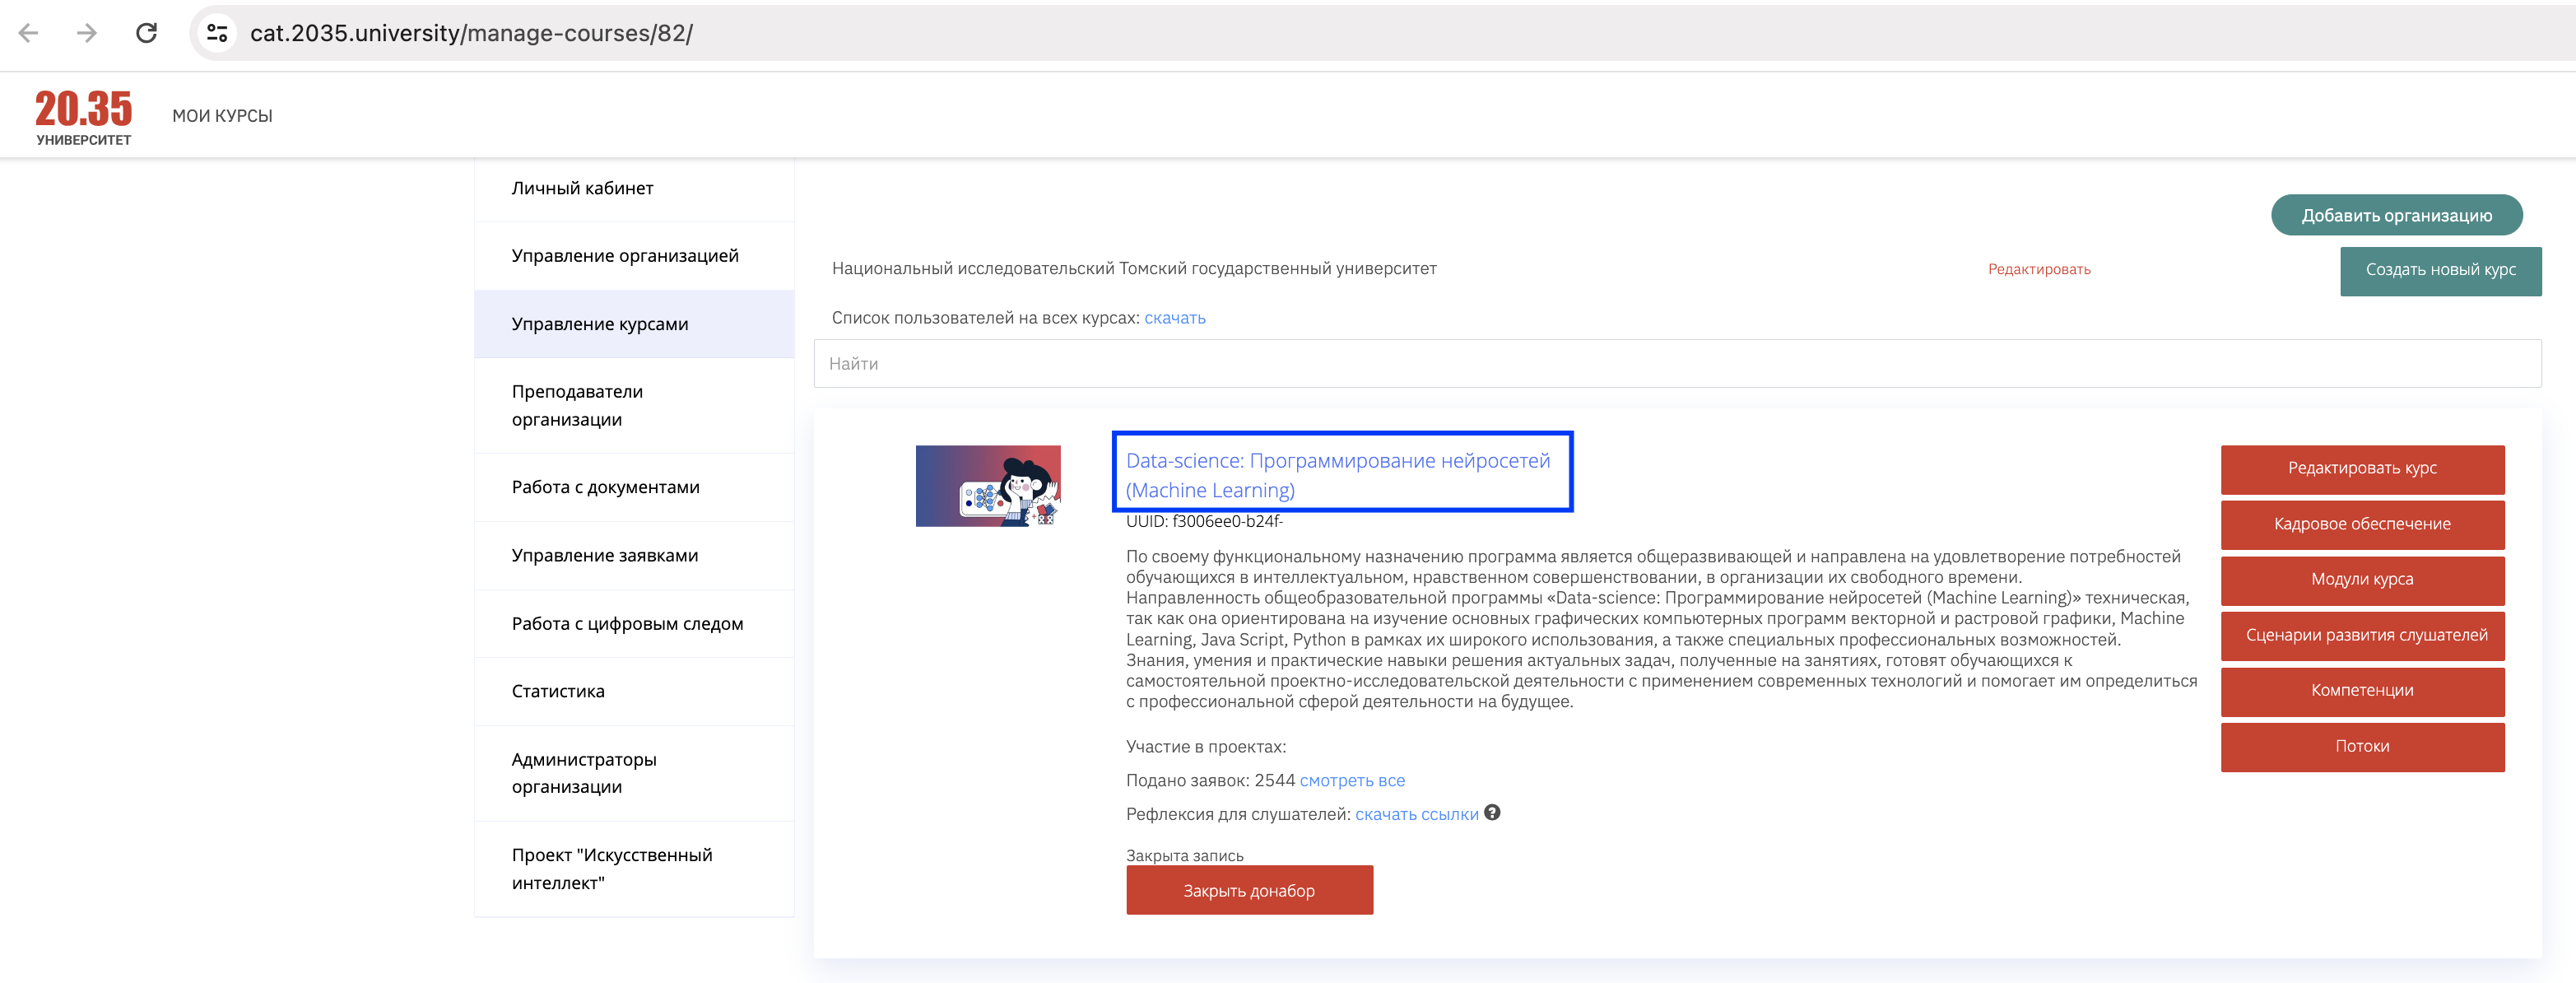 cat.2035.university/manage-courses/82/
20.35
УНИВЕРСИТЕТ
МОИ КУРСЫ
Личный кабинет
Управление организацией
Управление курсами
Преподаватели
организации
Работа с документами
Управление заявками
Работа с цифровым следом
Статистика
Администраторы
организации
Проект "Искусственный
интеллект"
Добавить организацию
Национальный исследовательский Томский государственный университет
Редактировать
Создать новый курс
Список пользователей на всех курсах: скачать
Найти
Data-science: Программирование нейросетей
(Machine Learning)
UUID: f3006ee0-b24f-
По своему функциональному назначению программа является общеразвивающей и направлена на удовлетворение потребностей
обучающихся в интеллектуальном, нравственном совершенствовании, в организации их свободного времени.
Направленность общеобразовательной программы «Data-science: Программирование нейросетей (Machine Learning)» техническая,
так как она ориентирована на изучение основных графических компьютерных программ векторной и растровой графики, Machine
Learning, Java Script, Python в рамках их широкого использования, а также специальных профессиональных возможностей.
Знания, умения и практические навыки решения актуальных задач, полученные на занятиях, готовят обучающихся к
самостоятельной проектно-исследовательской деятельности с применением современных технологий и помогает им определиться
с профессиональной сферой деятельности на будущее.
Участие в проектах:
Подано заявок: 2544 смотреть все
Рефлексия для слушателей: скачать ссылки ?
Закрыта запись
Закрыть донабор
Редактировать курс
Кадровое обеспечение
Модули курса
Сценарии развития слушателей
Компетенции
Потоки